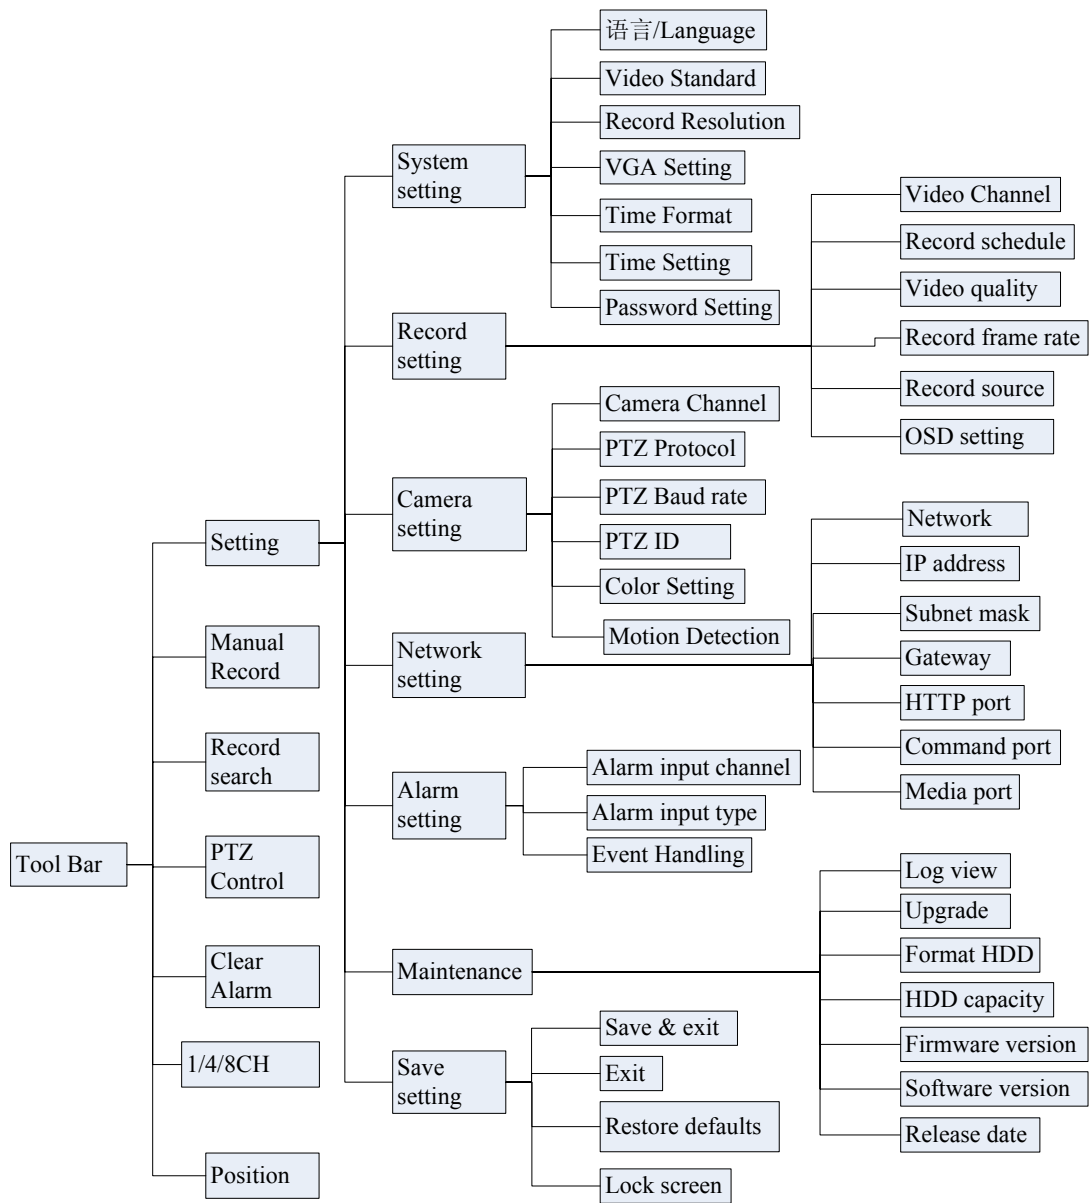 Tool Bar
Setting
Manual
Record
Record
search
PTZ
Control
Clear
Alarm
1/4/8CH
Position
System
setting
语言/Language
Video Standard
Record Resolution
VGA Setting
Time Format
Time Setting
Password Setting
Record
setting
Video Channel
Record schedule
Video quality
Record frame rate
Record source
OSD setting
Camera
setting
Camera Channel
PTZ Protocol
PTZ Baud rate
PTZ ID
Color Setting
Motion Detection
Network
setting
Network
IP address
Subnet mask
Gateway
HTTP port
Command port
Media port
Alarm
setting
Alarm input channel
Alarm input type
Event Handling
Maintenance
Log view
Upgrade
Format HDD
HDD capacity
Firmware version
Software version
Release date
Save
setting
Save & exit
Exit
Restore defaults
Lock screen